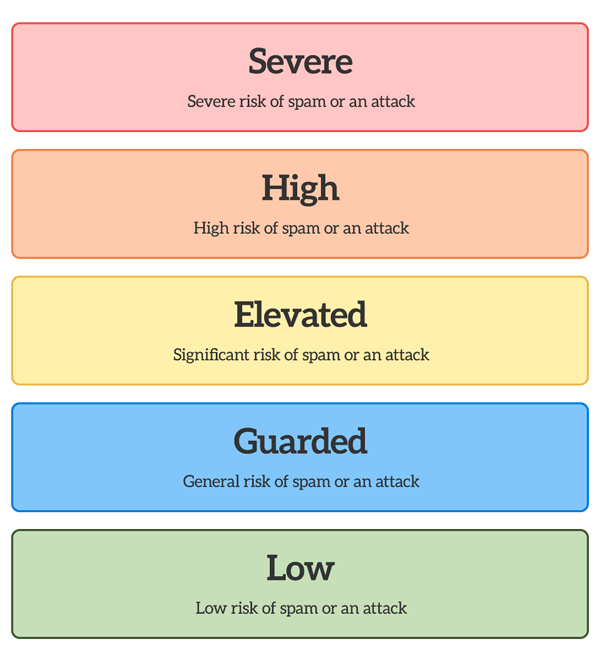 Severe
Severe risk of spam or an attack
High
High risk of spam or an attack
Elevated
Significant risk of spam or an attack
Guarded
General risk of spam or an attack
Low
Low risk of spam or an attack